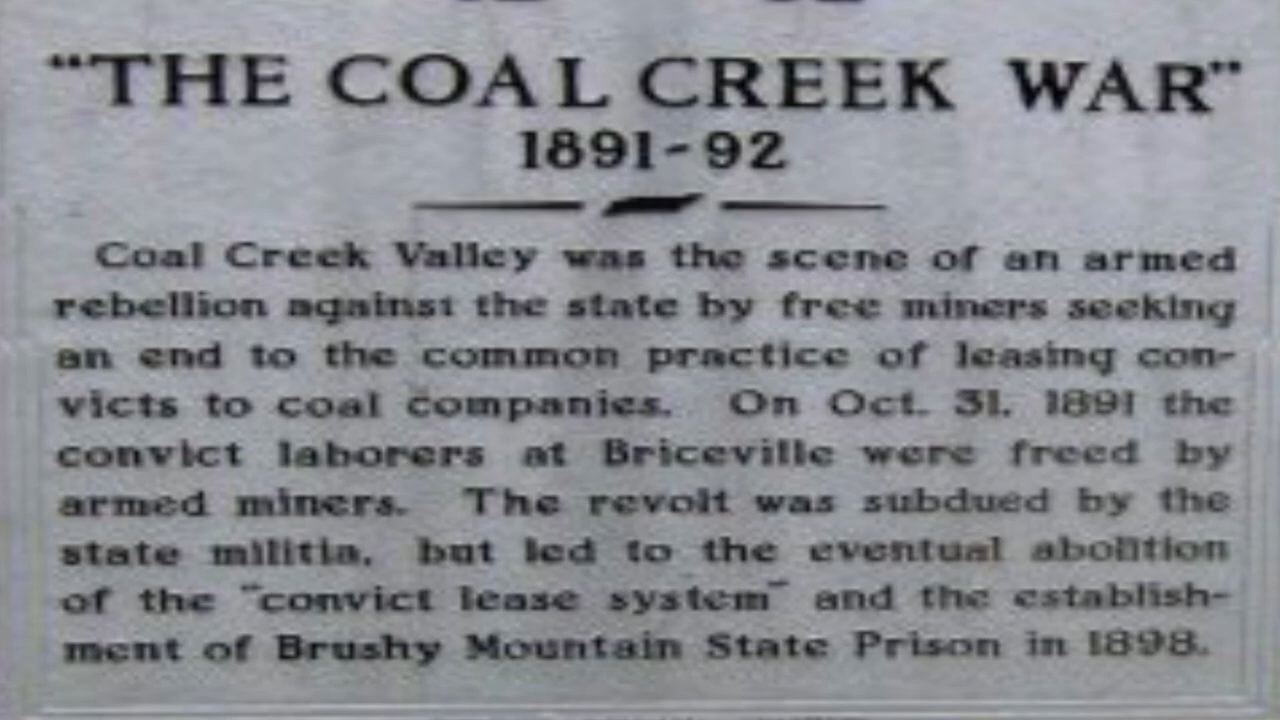 "THE COAL CREEK WAR"
1891-92
Coal Creek Valley was the scene of an armed
rebellion against the state by free miners seeking
an end to the common practice of leasing con-
victs to coal companies. On Oct. 31, 1891 the
convict laborers at Briceville were freed by
armed miners. The revolt was subdued by the
state militia, but led to the eventual abolition
of the "convict lease system" and the establish-
ment of Brushy Mountain State Prison in 1898.